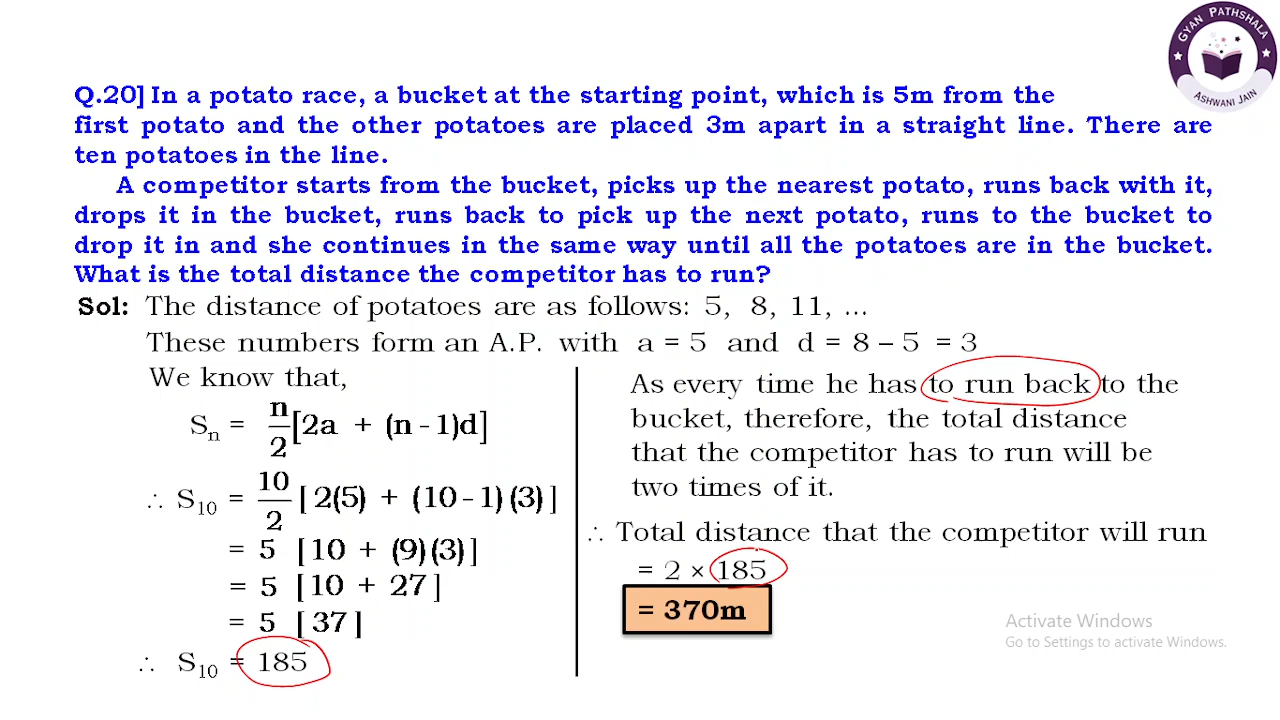 GYAN PATHSHALA
ASHWANI JAIN
Q.20] In a potato race, a bucket at the starting point, which is 5m from the
first potato and the other potatoes are placed 3m apart in a straight line. There are
ten potatoes in the line.
A competitor starts from the bucket, picks up the nearest potato, runs back with it,
drops it in the bucket, runs back to pick up the next potato, runs to the bucket to
drop it in and she continues in the same way until all the potatoes are in the bucket.
What is the total distance the competitor has to run?
Sol: The distance of potatoes are as follows: 5, 8, 11, ...
These numbers form an A.P. with a = 5 and d = 8 – 5 = 3
We know that,
Sn = n/2 [2a + (n - 1)d]
∴ S10 = 10/2 [ 2(5) + (10 - 1) (3) ]
= 5 [10 + (9)(3)]
= 5 [10 + 27 ]
= 5 [ 37 ]
∴ S10 = 185
As every time he has to run back to the
bucket, therefore, the total distance
that the competitor has to run will be
two times of it.
∴ Total distance that the competitor will run
= 2 × 185
= 370m
Activate Windows
Go to Settings to activate Windows.